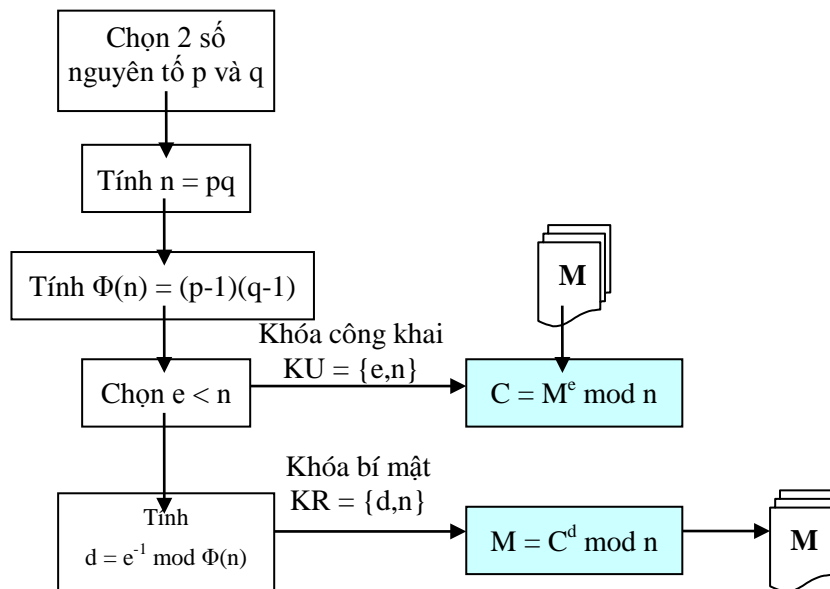 Chọn 2 số
nguyên tố p và q
Tính n = pq
Tính Φ(n) = (p-1)(q-1)
M
Khóa công khai
KU = {e,n}
Chọn e < n
C = Mᵉ mod n
Khóa bí mật
KR = {d,n}
Tính
d = e⁻¹ mod Φ(n)
M = Cᵈ mod n
M